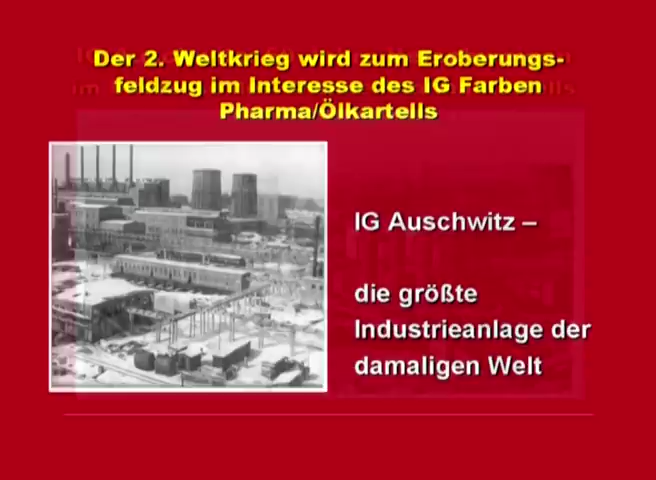 Der 2. Weltkrieg wird zum Eroberungs-
feldzug im Interesse des IG Farben
Pharma/Ölkartells
IG Auschwitz –
die größte
Industrieanlage der
damaligen Welt